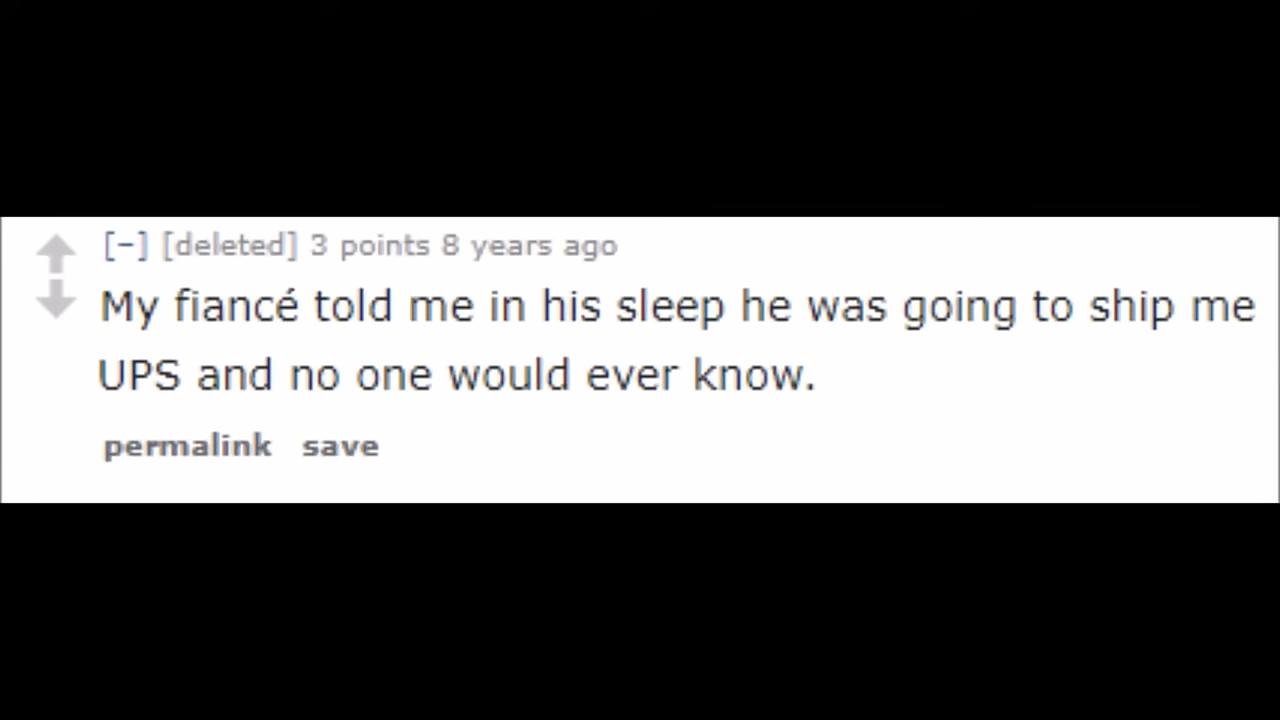 [−] [deleted] 3 points 8 years ago
My fiancé told me in his sleep he was going to ship me
UPS and no one would ever know.
permalink save